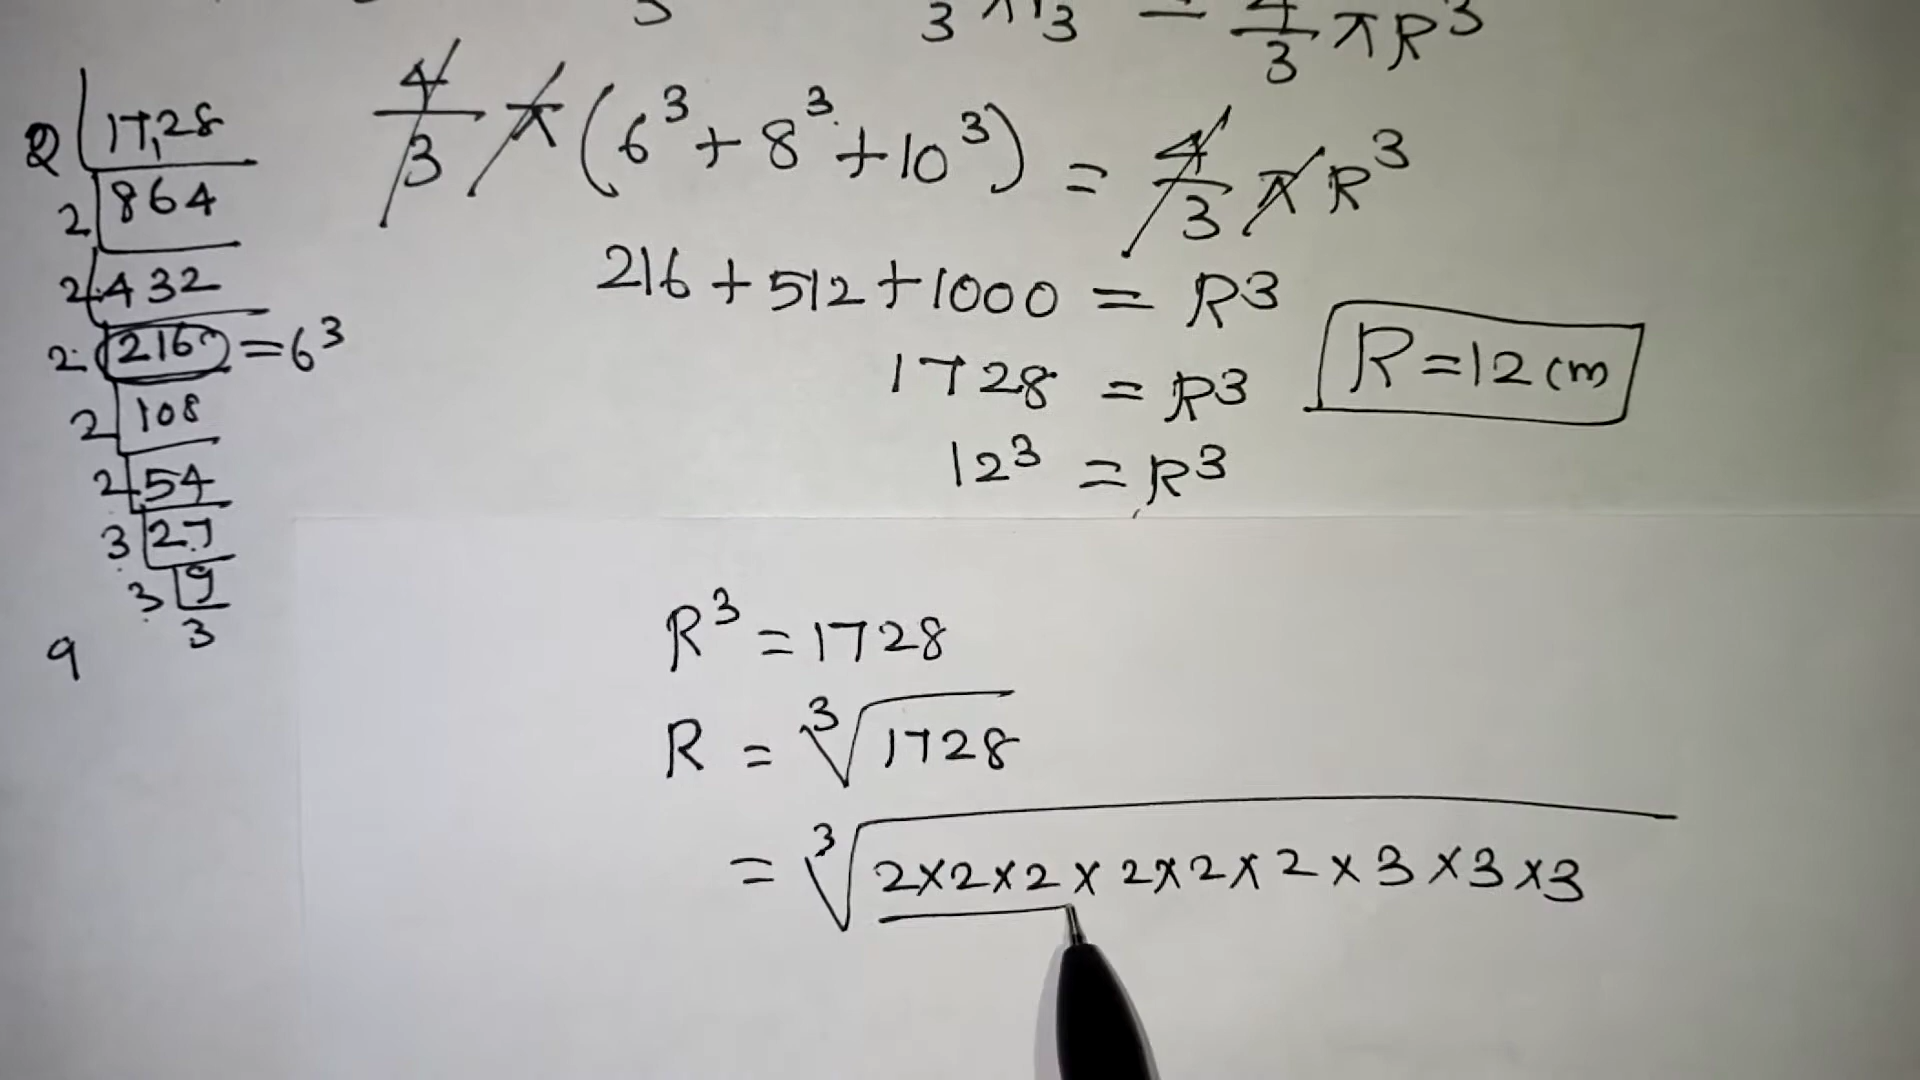 = 4/3 πR³
4/3 π (6³ + 8³ + 10³) = 4/3 πR³
216 + 512 + 1000 = R³
1728 = R³
12³ = R³
R = 12 cm
2 | 1728
2 | 864
2 | 432
2 | 216 = 6³
2 | 108
2 | 54
3 | 27
3 | 9
3
9
R³ = 1728
R = ³√1728
= ³√2×2×2×2×2×2×3×3×3